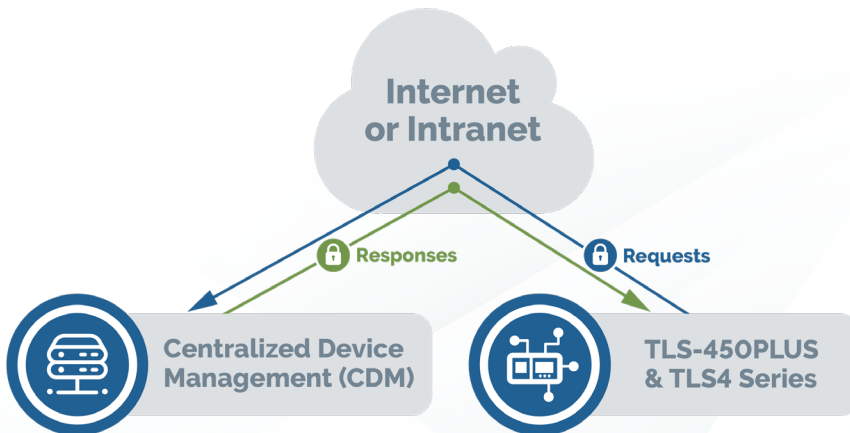 Internet
or Intranet
Responses
Requests
Centralized Device
Management (CDM)
TLS-450PLUS
& TLS4 Series